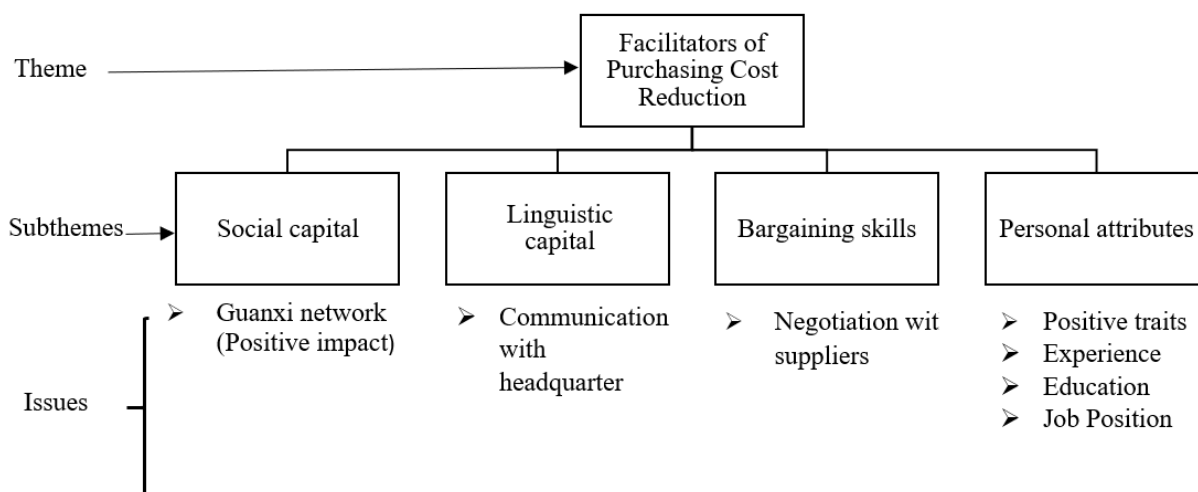 Theme
Facilitators of
Purchasing Cost
Reduction
Subthemes
Social capital
Linguistic
capital
Bargaining skills
Personal attributes
Issues
➢ Guanxi network
(Positive impact)
➢ Communication
with
headquarter
➢ Negotiation wit
suppliers
➢ Positive traits
➢ Experience
➢ Education
➢ Job Position